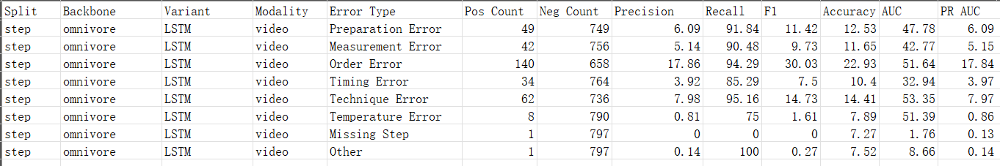 Split Backbone Variant Modality Error Type Pos Count Neg Count Precision Recall F1 Accuracy AUC PR AUC
step omnivore LSTM video Preparation Error 49 749 6.09 91.84 11.42 12.53 47.78 6.09
step omnivore LSTM video Measurement Error 42 756 5.14 90.48 9.73 11.65 42.77 5.15
step omnivore LSTM video Order Error 140 658 17.86 94.29 30.03 22.93 51.64 17.84
step omnivore LSTM video Timing Error 34 764 3.92 85.29 7.5 10.4 32.94 3.97
step omnivore LSTM video Technique Error 62 736 7.98 95.16 14.73 14.41 53.35 7.97
step omnivore LSTM video Temperature Error 8 790 0.81 75 1.61 7.89 51.39 0.86
step omnivore LSTM video Missing Step 1 797 0 0 0 7.27 1.76 0.13
step omnivore LSTM video Other 1 797 0.14 100 0.27 7.52 8.66 0.14